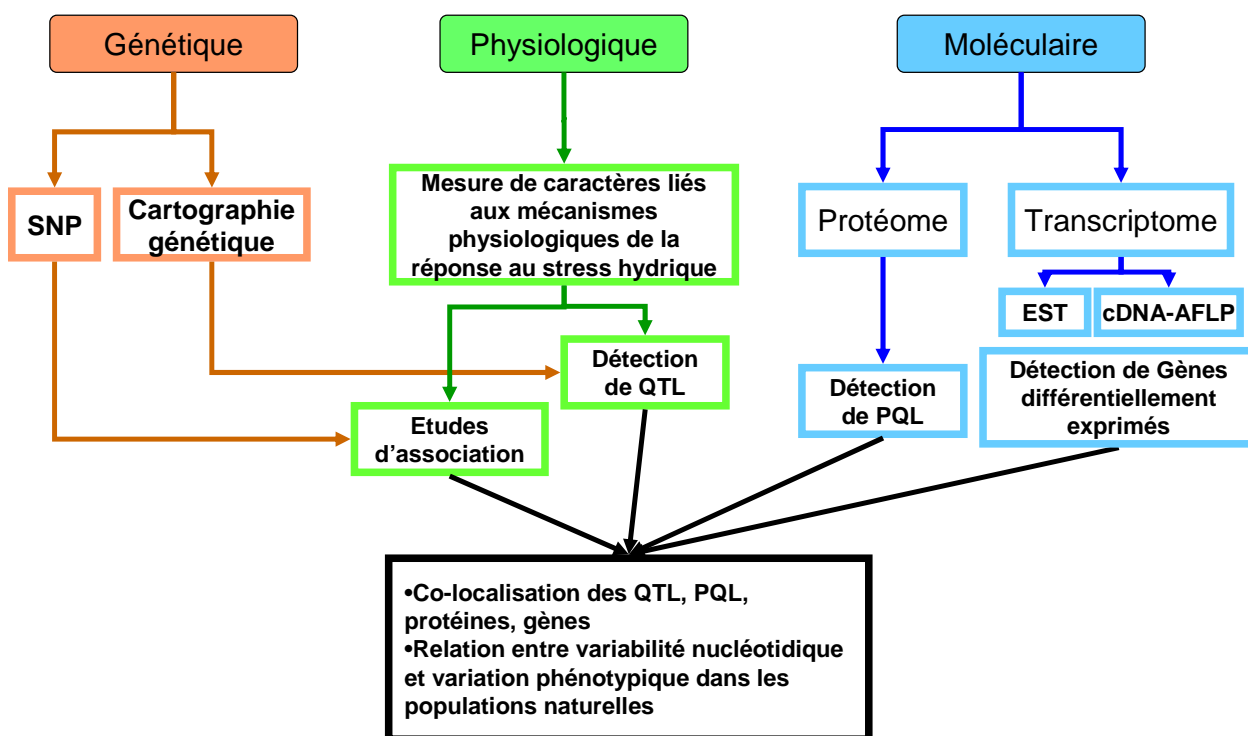 Génétique
Physiologique
Moléculaire
SNP
Cartographie
génétique
Mesure de caractères liés
aux mécanismes
physiologiques de la
réponse au stress hydrique
Protéome
Transcriptome
EST
cDNA-AFLP
Détection
de QTL
Etudes
d’association
Détection
de PQL
Détection de Gènes
différentiellement
exprimés
•Co-localisation des QTL, PQL,
protéines, gènes
•Relation entre variabilité nucléotidique
et variation phénotypique dans les
populations naturelles